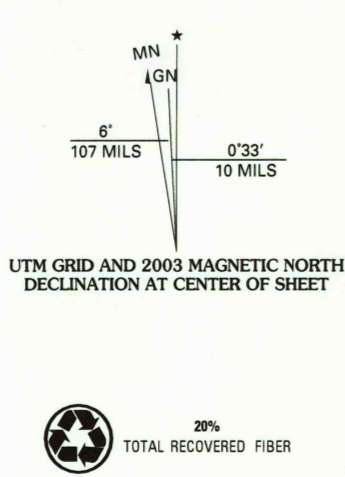 ★
MN
GN
6°
107 MILS
0°33′
10 MILS
UTM GRID AND 2003 MAGNETIC NORTH
DECLINATION AT CENTER OF SHEET
20%
TOTAL RECOVERED FIBER